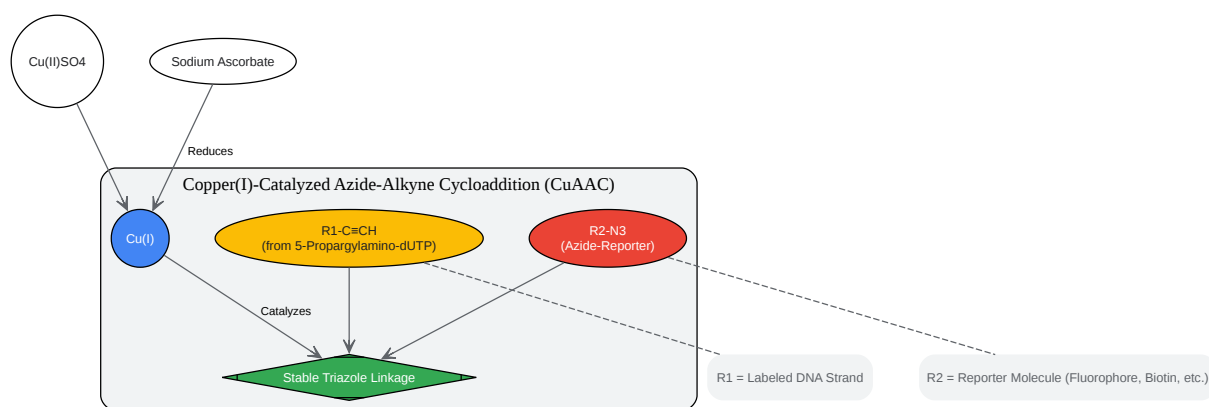 Cu(II)SO4
Sodium Ascorbate
Reduces
Copper(I)-Catalyzed Azide-Alkyne Cycloaddition (CuAAC)
Cu(I)
R1-C≡CH
(from 5-Propargylamino-dUTP)
R2-N3
(Azide-Reporter)
Catalyzes
Stable Triazole Linkage
R1 = Labeled DNA Strand
R2 = Reporter Molecule (Fluorophore, Biotin, etc.)